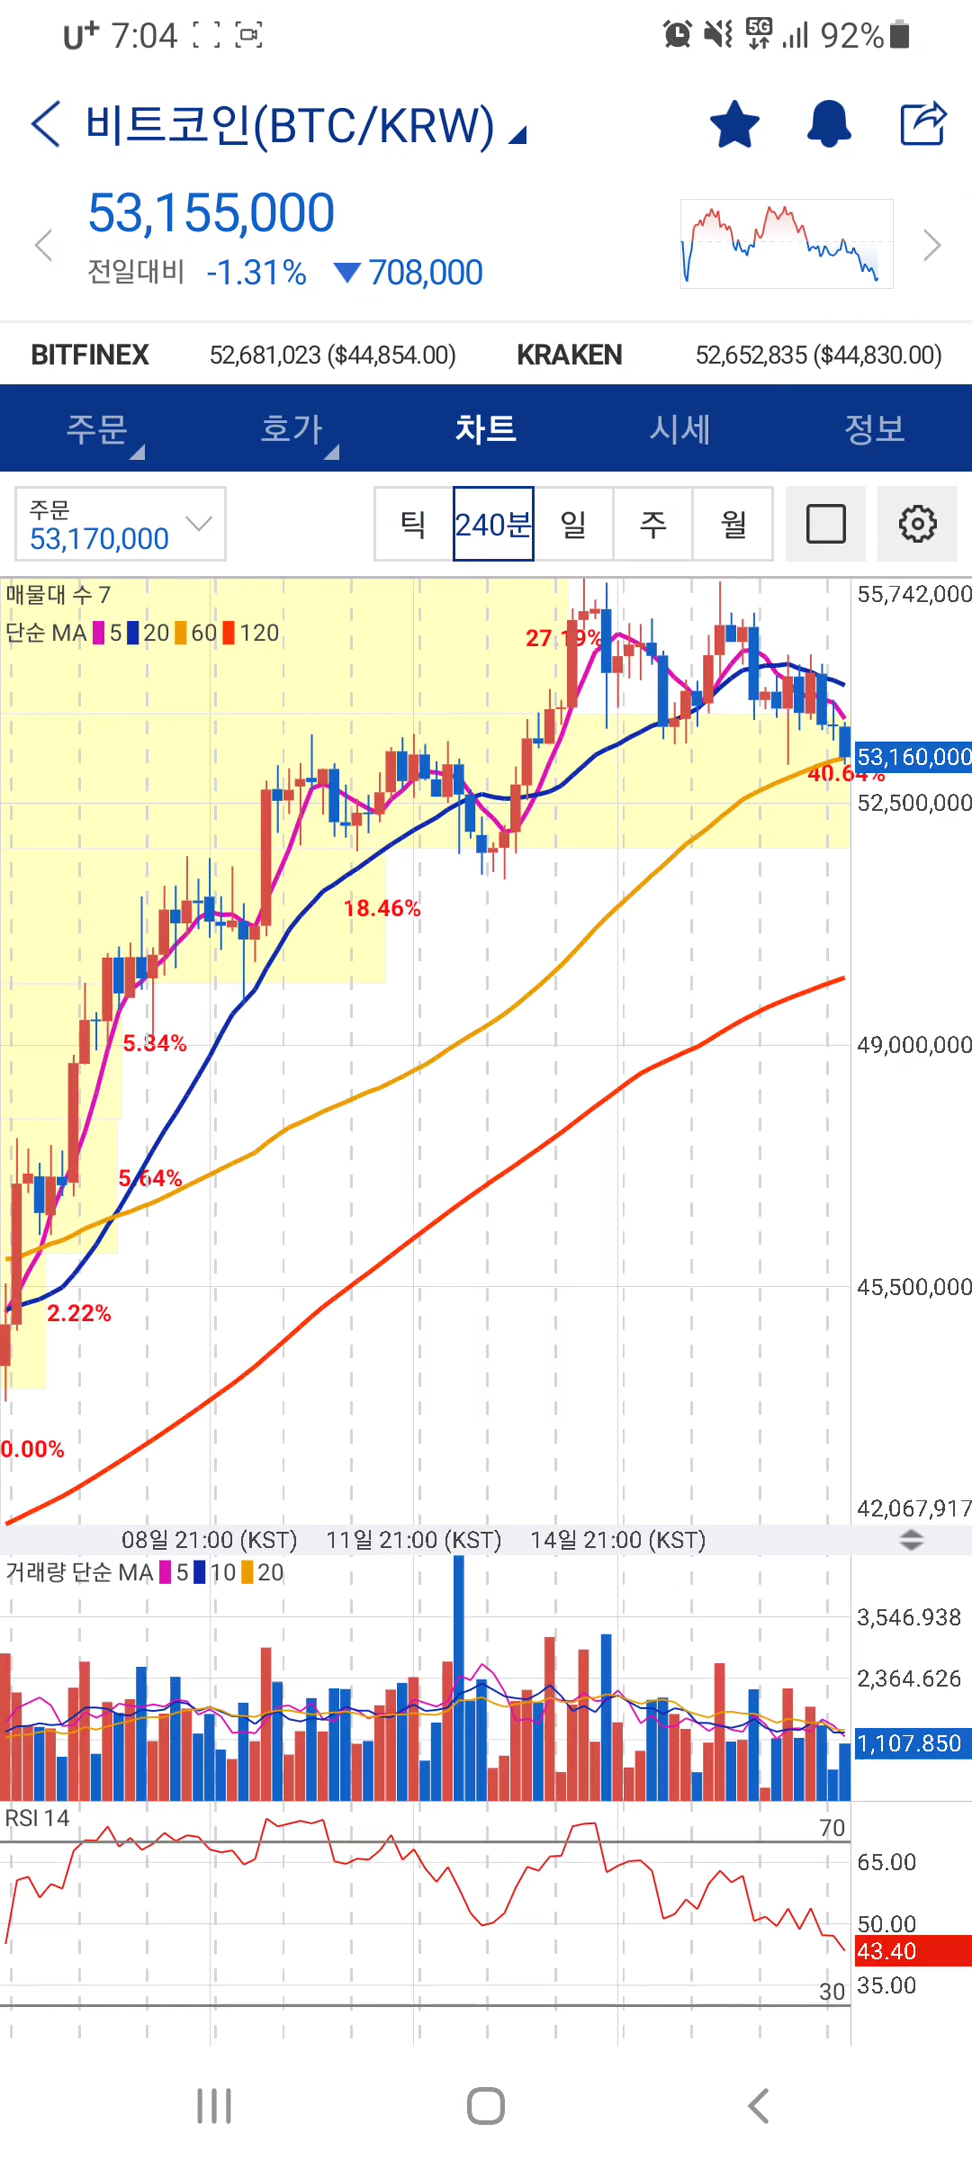 U+ 7:04 5G 92%
비트코인(BTC/KRW)
53,155,000
전일대비 -1.31% ▼708,000
BITFINEX 52,681,023 ($44,854.00) KRAKEN 52,652,835 ($44,830.00)
주문 호가 차트 시세 정보
주문
53,170,000
틱 240분 일 주 월
매물대 수 7
단순 MA 5 20 60 120
55,742,000
27.19%
53,160,000
40.64%
52,500,000
18.46%
5.84%
49,000,000
5.64%
45,500,000
2.22%
0.00%
42,067,917
08일 21:00 (KST) 11일 21:00 (KST) 14일 21:00 (KST)
거래량 단순 MA 5 10 20
3,546.938
2,364.626
1,107.850
RSI 14
70
65.00
50.00
43.40
30 35.00